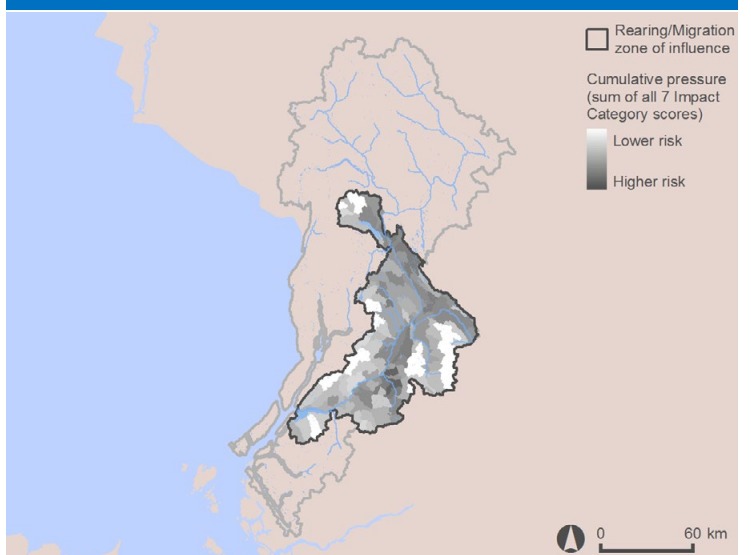 Rearing/Migration
zone of influence
Cumulative pressure
(sum of all 7 Impact
Category scores)
Lower risk
Higher risk
0 60 km